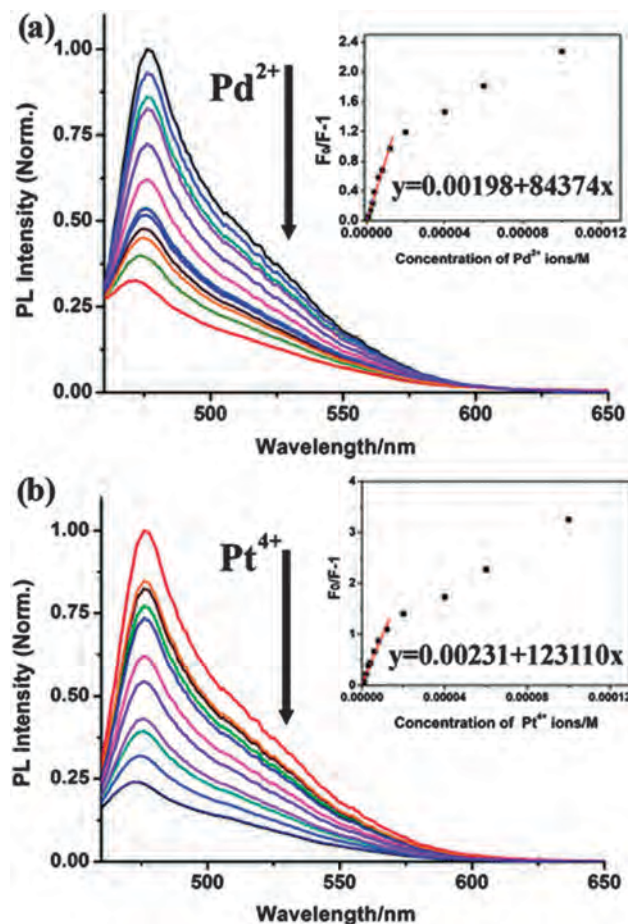 (a)
Pd²⁺
PL Intensity (Norm.)
1.00
0.75
0.50
0.25
0.00
500
550
600
650
Wavelength/nm
F₀/F-1
2.4
2.0
1.6
1.2
0.8
0.4
0.0
y=0.00198+84374x
0.00000
0.00004
0.00008
0.00012
Concentration of Pd²⁺ ions/M
(b)
Pt⁴⁺
PL Intensity (Norm.)
1.00
0.75
0.50
0.25
0.00
500
550
600
650
Wavelength/nm
F₀/F-1
4
3
2
1
0
y=0.00231+123110x
0.00000
0.00004
0.00008
0.00012
Concentration of Pt⁴⁺ ions/M